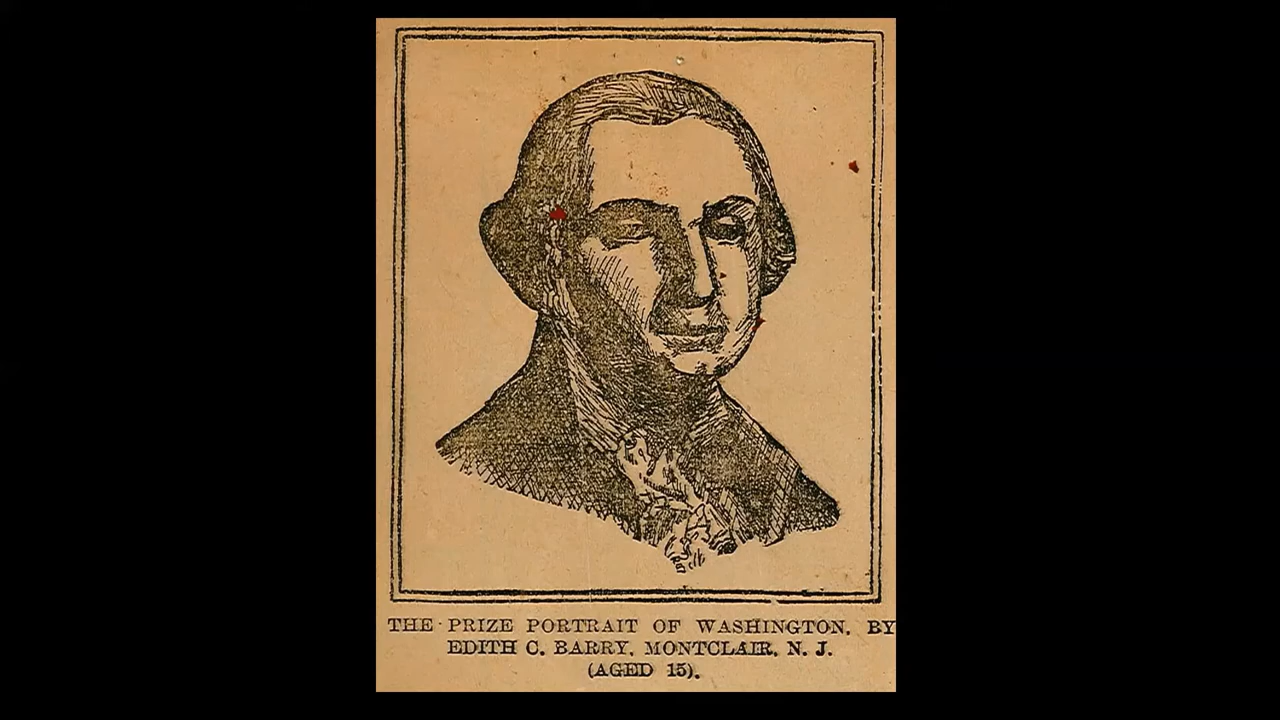 THE PRIZE PORTRAIT OF WASHINGTON, BY
EDITH C. BARRY, MONTCLAIR, N. J.
(AGED 15).